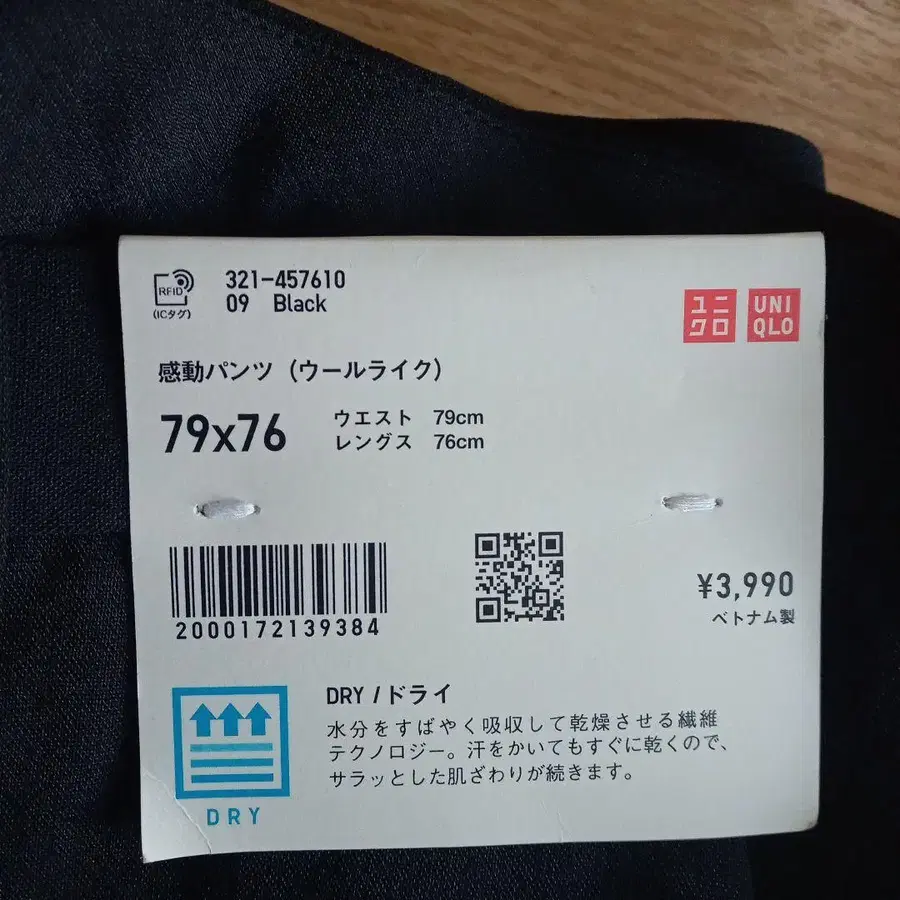 RFID
(ICタグ)
321-457610
09 Black
ユニ
クロ
UNI
QLO
感動パンツ（ウールライク）
79x76
ウエスト 79cm
レングス 76cm
2000172139384
¥3,990
ベトナム製
DRY
DRY / ドライ
水分をすばやく吸収して乾燥させる繊維
テクノロジー。汗をかいてもすぐに乾くので、
サラッとした肌ざわりが続きます。